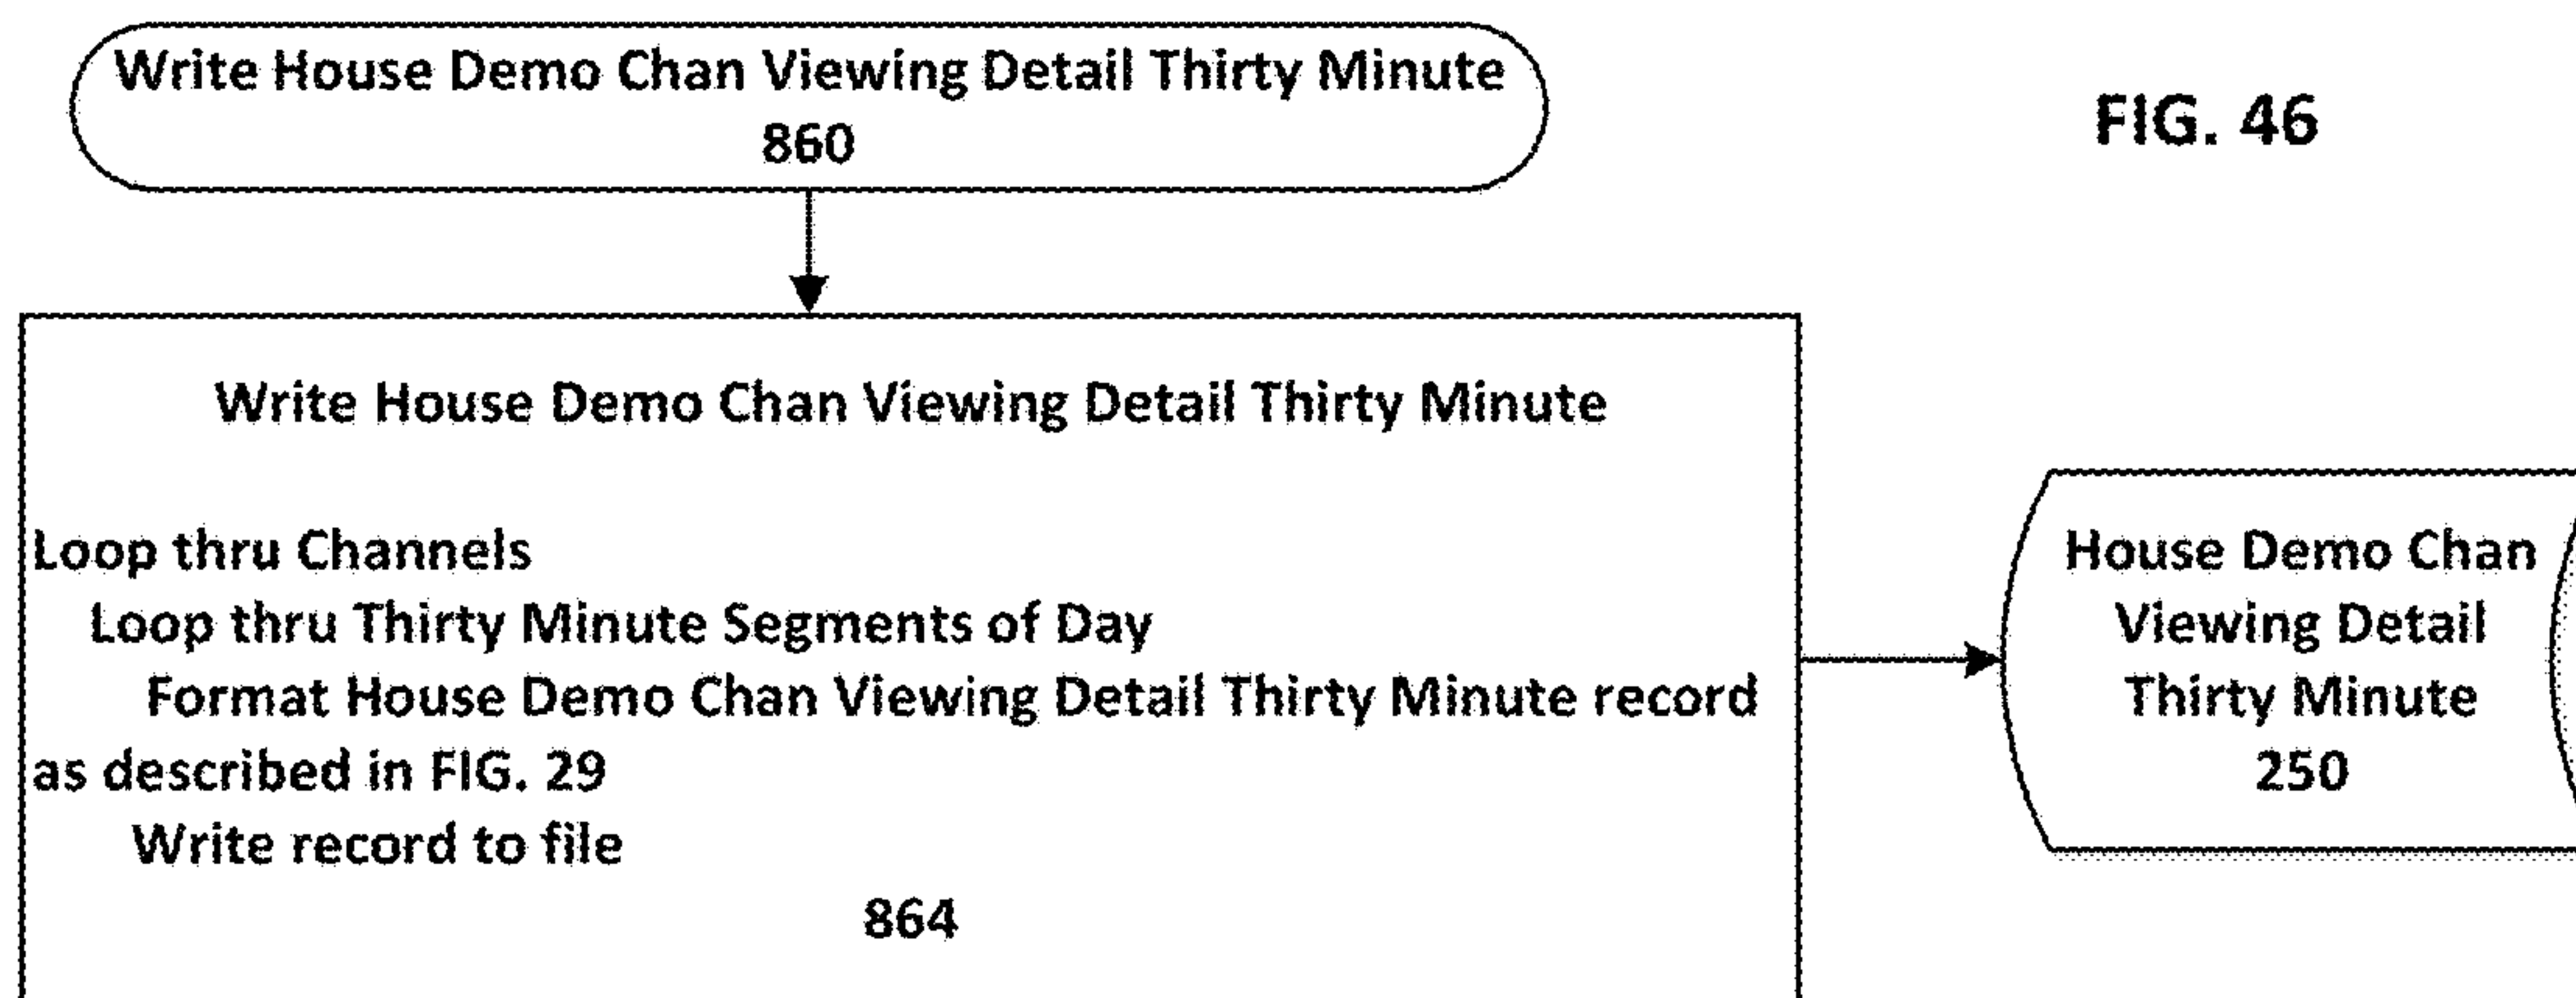 Write House Demo Chan Viewing Detail Thirty Minute
860
FIG. 46
Write House Demo Chan Viewing Detail Thirty Minute
Loop thru Channels
Loop thru Thirty Minute Segments of Day
Format House Demo Chan Viewing Detail Thirty Minute record
as described in FIG. 29
Write record to file
864
House Demo Chan
Viewing Detail
Thirty Minute
250